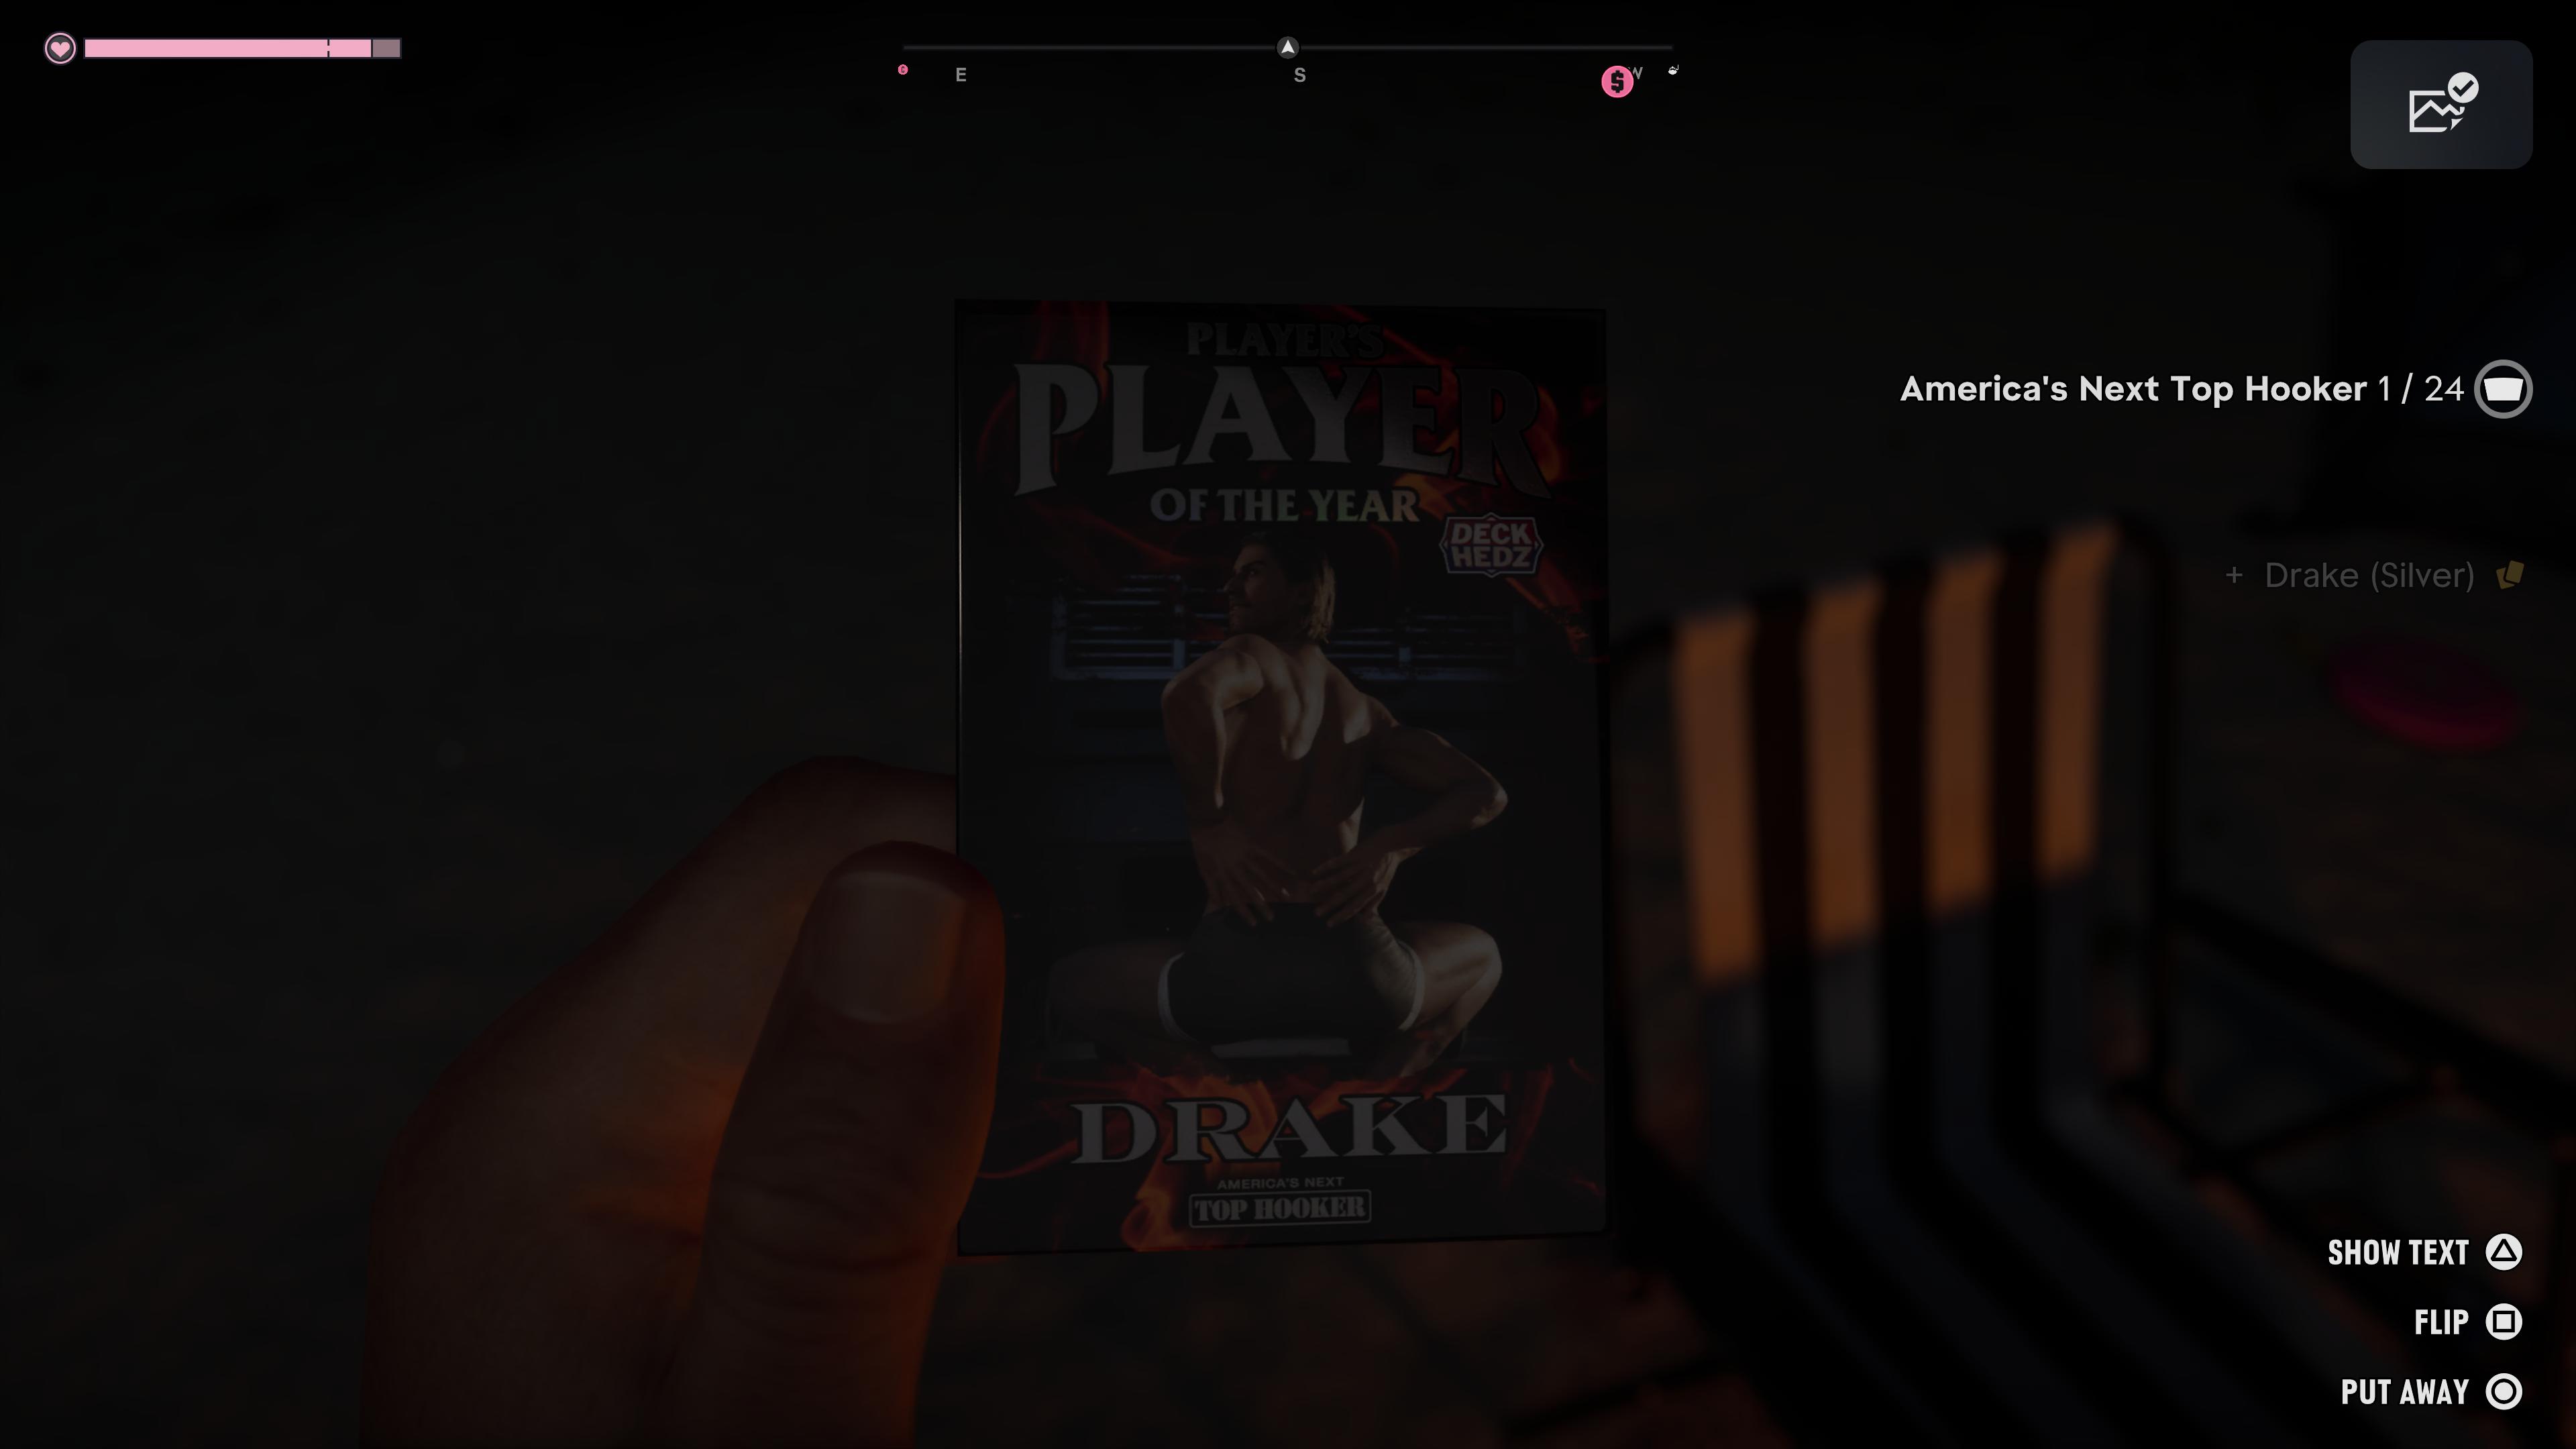 E
S
$
W
America's Next Top Hooker 1 / 24
PLAYER'S
PLAYER
OF THE YEAR
DECK
HEDZ
+ Drake (Silver)
DRAKE
AMERICA'S NEXT
TOP HOOKER
SHOW TEXT
FLIP
PUT AWAY